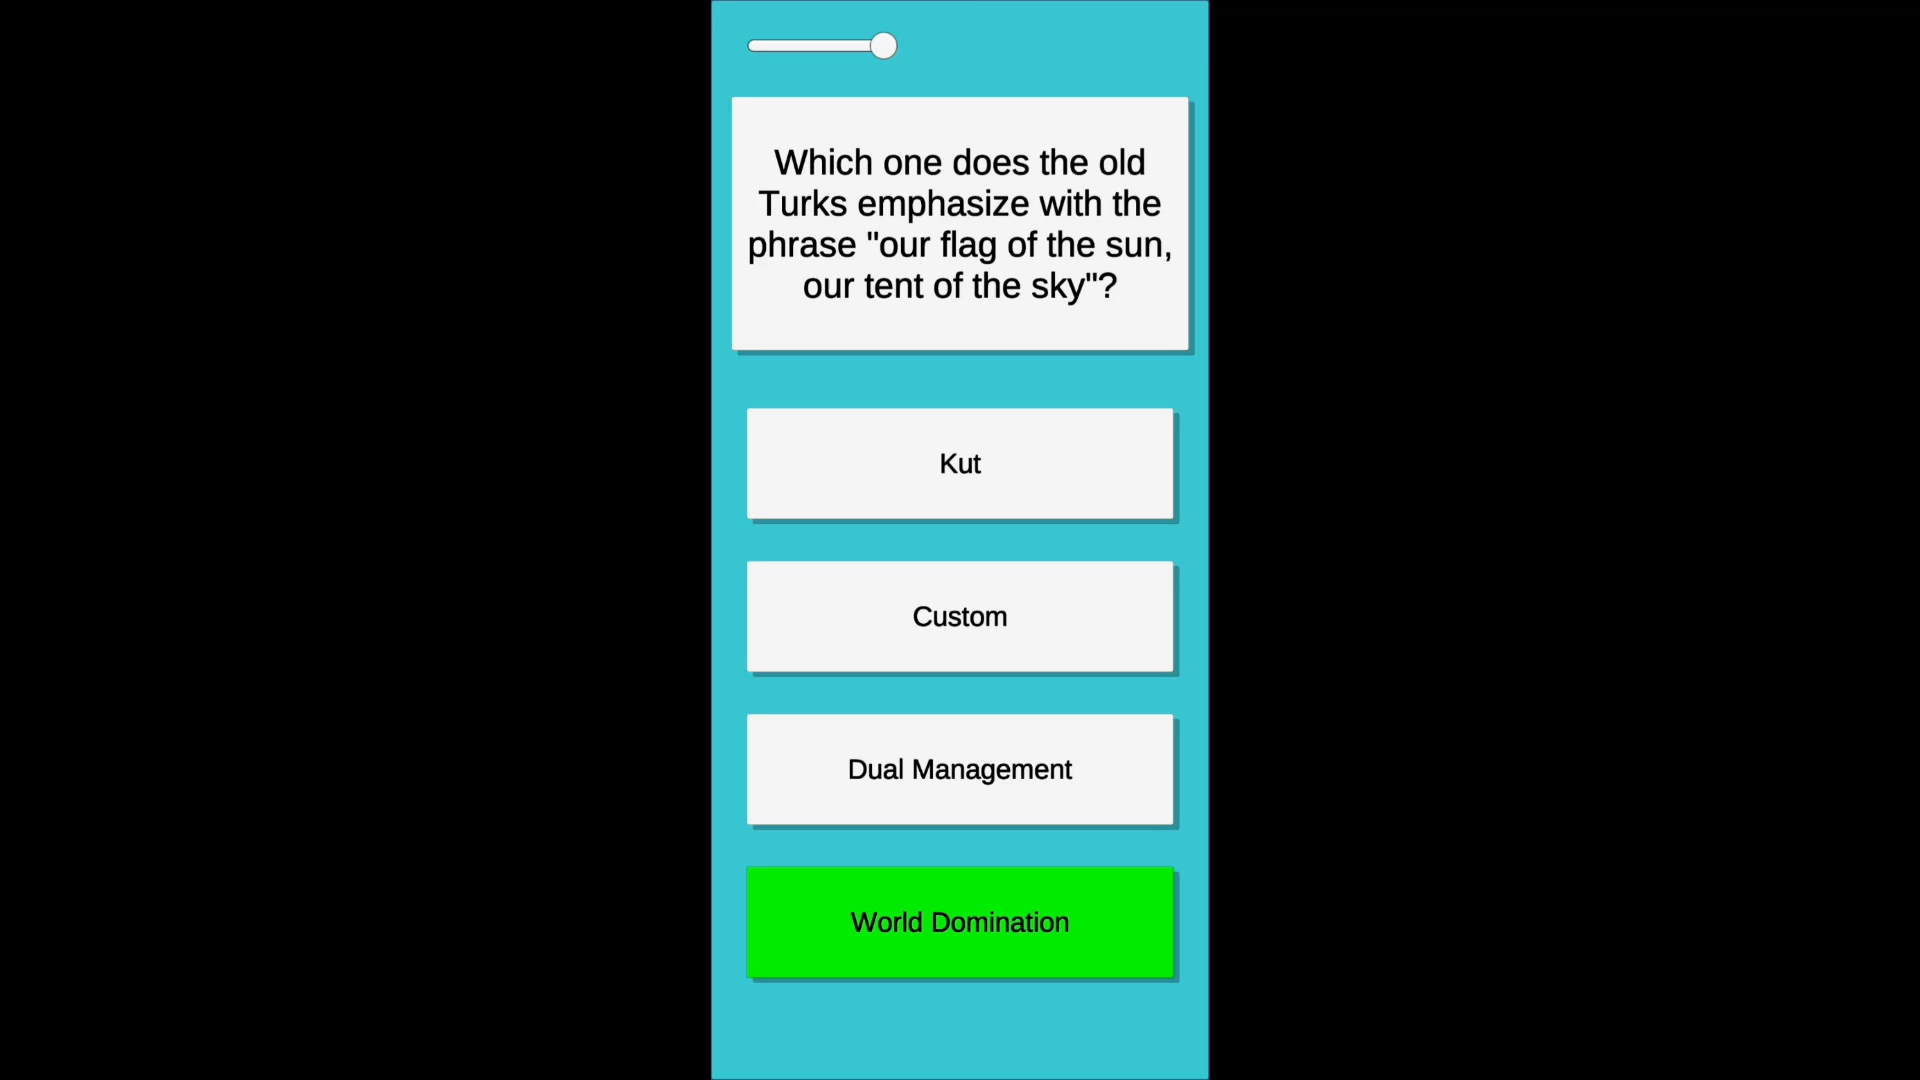 Which one does the old
Turks emphasize with the
phrase "our flag of the sun,
our tent of the sky"?
Kut
Custom
Dual Management
World Domination